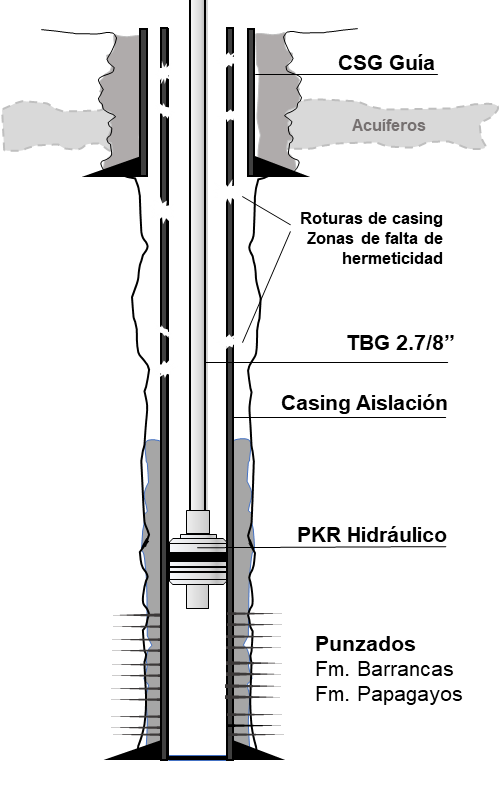 CSG Guía
Acuíferos
Roturas de casing
Zonas de falta de
hermeticidad
TBG 2.7/8”
Casing Aislación
PKR Hidráulico
Punzados
Fm. Barrancas
Fm. Papagayos